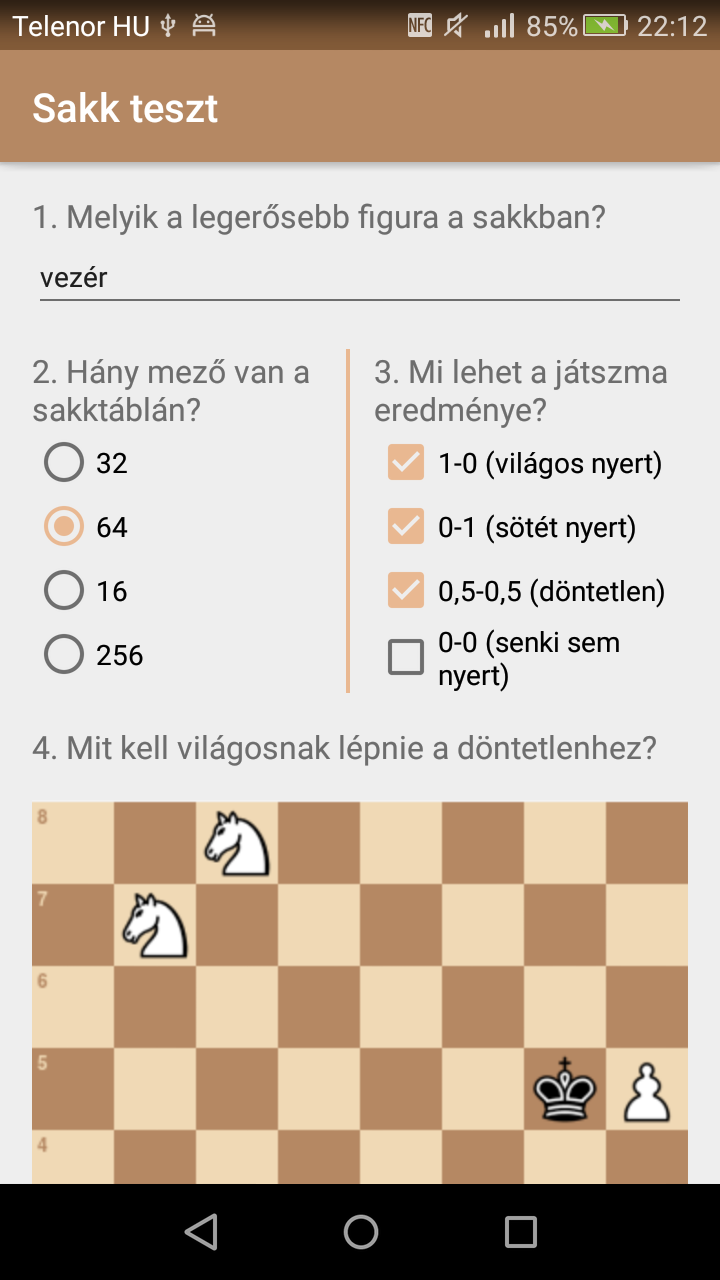 Telenor HU NFC 85% 22:12
Sakk teszt
1. Melyik a legerősebb figura a sakkban?
vezér
2. Hány mező van a
sakktáblán?
32
64
16
256
3. Mi lehet a játszma
eredménye?
1-0 (világos nyert)
0-1 (sötét nyert)
0,5-0,5 (döntetlen)
0-0 (senki sem
nyert)
4. Mit kell világosnak lépnie a döntetlenhez?
8
7
6
5
4